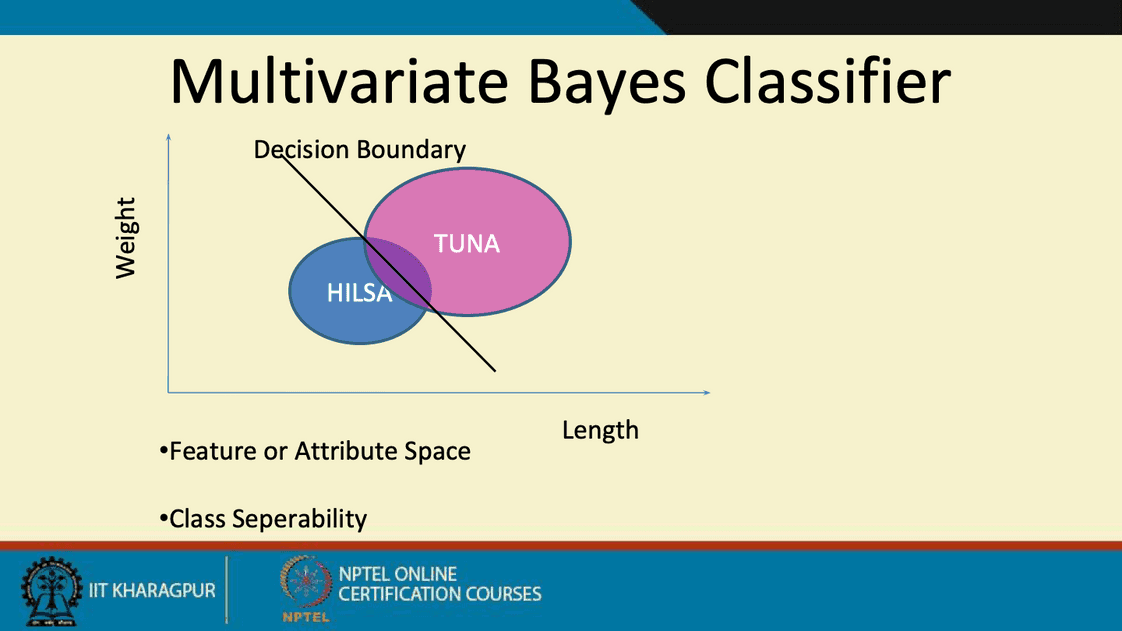 Multivariate Bayes Classifier
Decision Boundary
Weight
TUNA
HILSA
Length
•Feature or Attribute Space
•Class Seperability
IIT KHARAGPUR
NPTEL
NPTEL ONLINE
CERTIFICATION COURSES